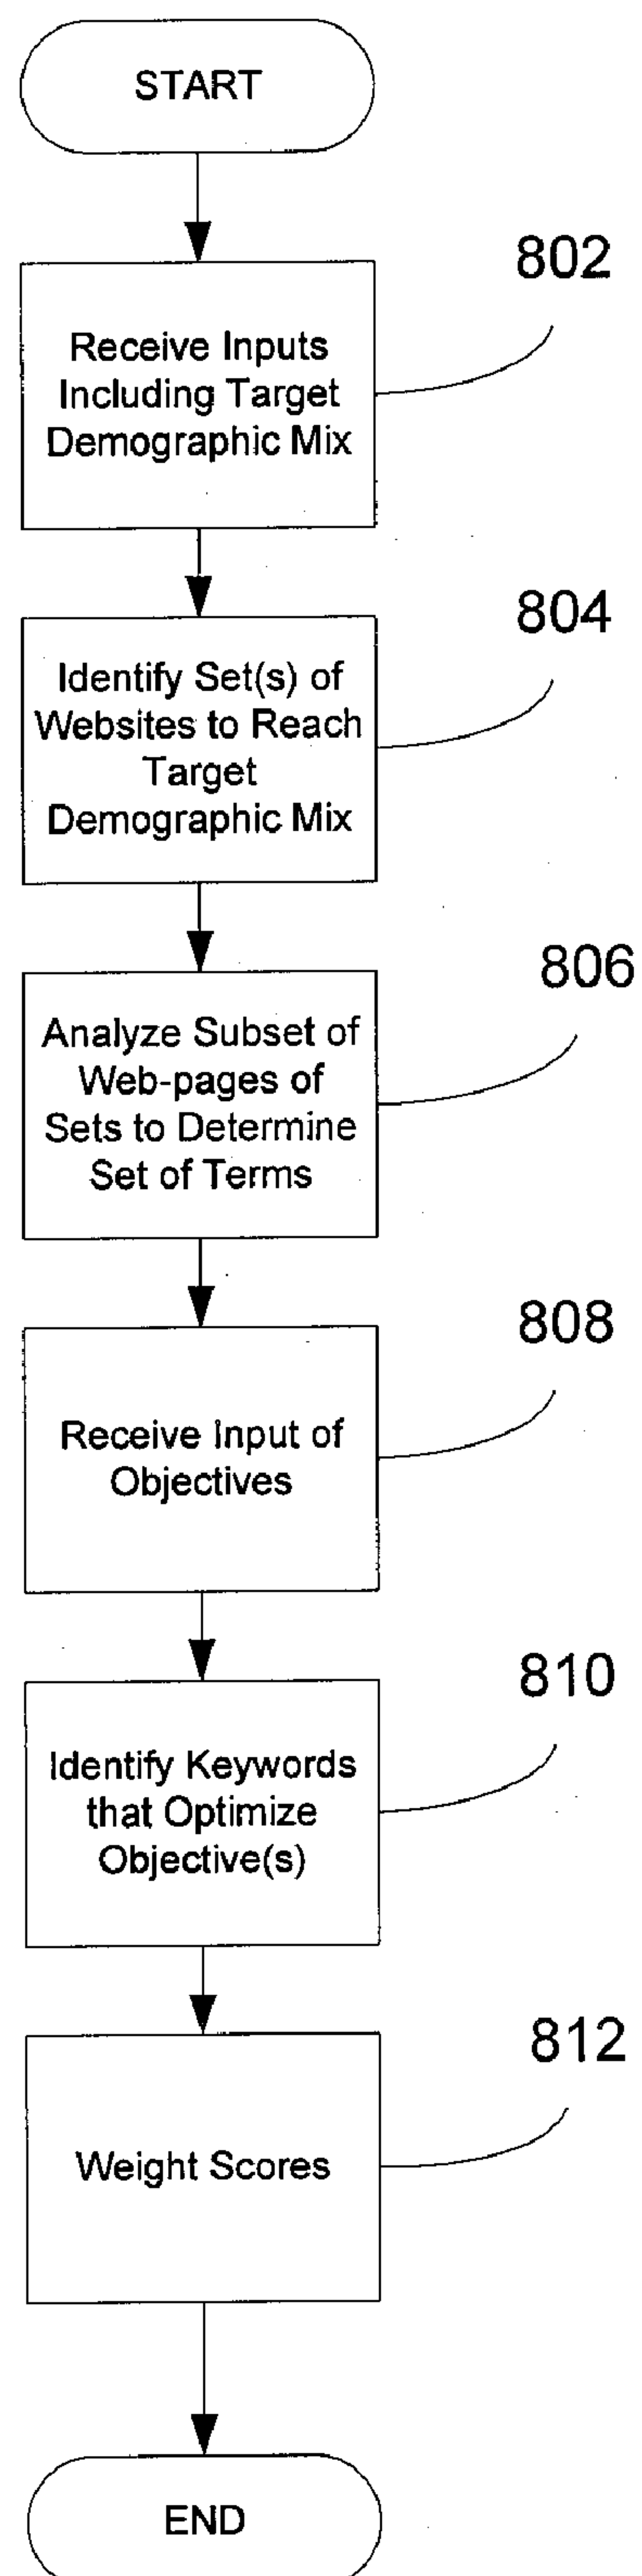 START
802
Receive Inputs
Including Target
Demographic Mix
804
Identify Set(s) of
Websites to Reach
Target
Demographic Mix
806
Analyze Subset of
Web-pages of
Sets to Determine
Set of Terms
808
Receive Input of
Objectives
810
Identify Keywords
that Optimize
Objective(s)
812
Weight Scores
END